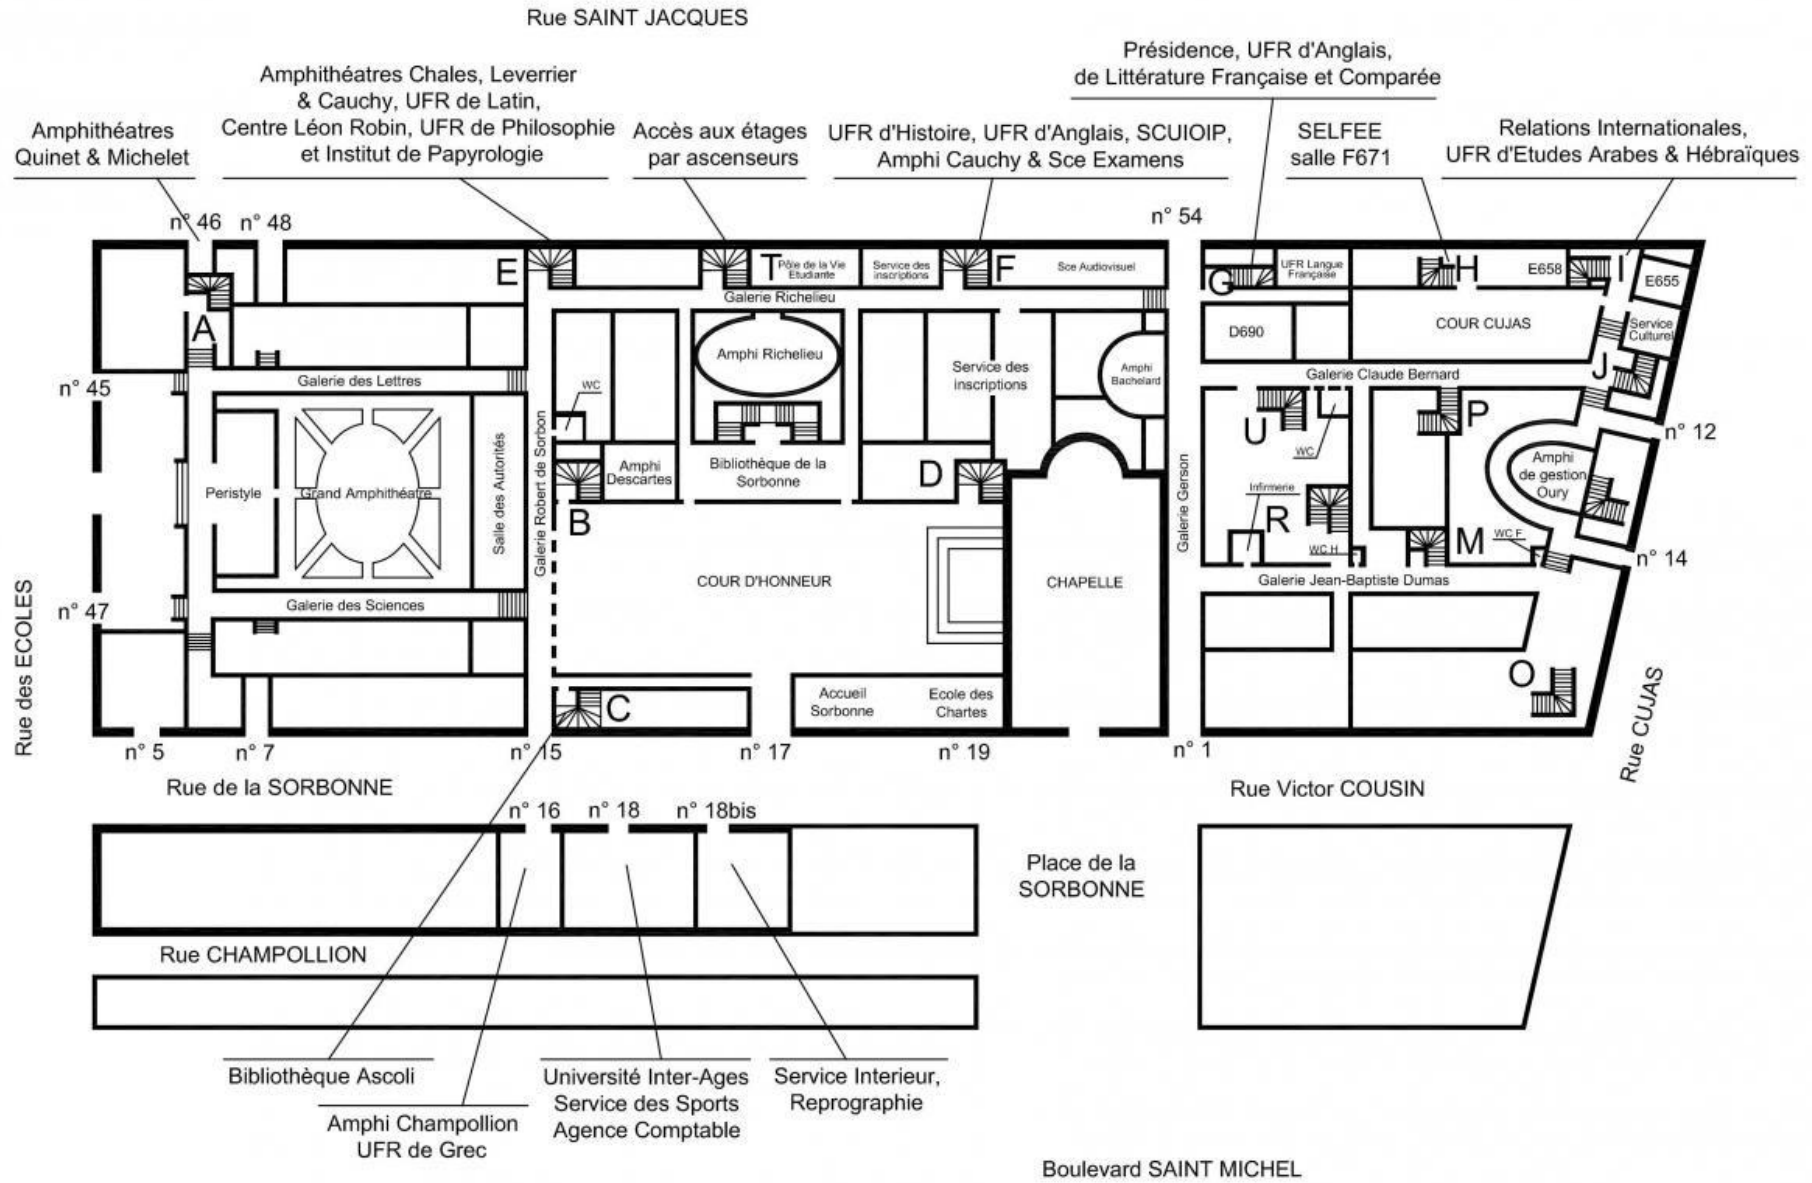 Rue SAINT JACQUES
Présidence, UFR d'Anglais,
de Littérature Française et Comparée
Amphithéatres Chales, Leverrier
& Cauchy, UFR de Latin,
Centre Léon Robin, UFR de Philosophie
et Institut de Papyrologie
Amphithéatres
Quinet & Michelet
Accès aux étages
par ascenseurs
UFR d'Histoire, UFR d'Anglais, SCUIOIP,
Amphi Cauchy & Sce Examens
SELFEE
salle F671
Relations Internationales,
UFR d'Etudes Arabes & Hébraïques
n° 46
n° 48
n° 54
E
T
Pôle de la Vie
Etudiante
Service des
inscriptions
F
Sce Audiovisuel
G
UFR Langue
Française
H
E658
I
E655
Galerie Richelieu
A
Amphi Richelieu
D690
COUR CUJAS
Service
Culturel
n° 45
Galerie des Lettres
WC
Service des
inscriptions
Amphi
Bachelard
Galerie Claude Bernard
J
Peristyle
Grand Amphithéatre
Salle des Autorités
Galerie Robert de Sorbon
Amphi
Descartes
Bibliothèque de la
Sorbonne
D
B
Galerie Gerson
U
WC
P
n° 12
Amphi
de gestion
Oury
Infirmerie
R
WC H
M
WC F
n° 14
COUR D'HONNEUR
CHAPELLE
Galerie Jean-Baptiste Dumas
n° 47
Galerie des Sciences
Rue des ECOLES
C
Accueil
Sorbonne
Ecole des
Chartes
O
Rue CUJAS
n° 5
n° 7
n° 15
n° 17
n° 19
n° 1
Rue de la SORBONNE
Rue Victor COUSIN
n° 16
n° 18
n° 18bis
Place de la
SORBONNE
Rue CHAMPOLLION
Bibliothèque Ascoli
Amphi Champollion
UFR de Grec
Université Inter-Ages
Service des Sports
Agence Comptable
Service Interieur,
Reprographie
Boulevard SAINT MICHEL